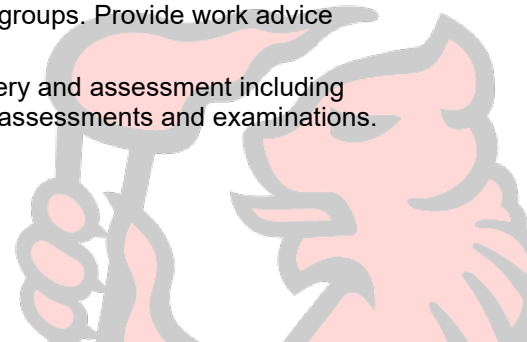 groups. Provide work advice
ery and assessment including
assessments and examinations.